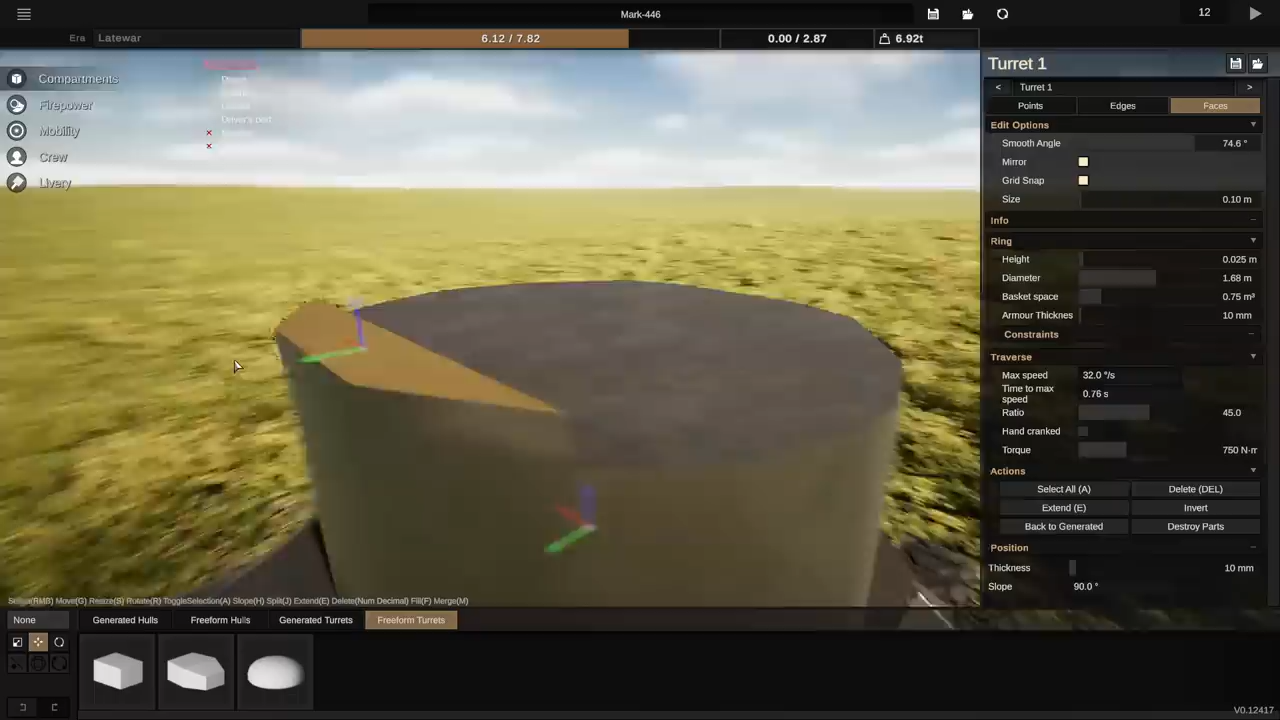 Mark-446
12
Era Latewar
6.12 / 7.82
0.00 / 2.87
6.92t
Compartments
Firepower
Mobility
Crew
Livery
Turret 1
< Turret 1 >
Points Edges Faces
Edit Options
Smooth Angle 74.6 °
Mirror
Grid Snap
Size 0.10 m
Info
Ring
Height 0.025 m
Diameter 1.68 m
Basket space 0.75 m³
Armour Thicknes 10 mm
Constraints
Traverse
Max speed 32.0 °/s
Time to max speed 0.76 s
Ratio 45.0
Hand cranked
Torque 750 N·m
Actions
Select All (A) Delete (DEL)
Extend (E) Invert
Back to Generated Destroy Parts
Position
Thickness 10 mm
Slope 90.0 °
Move(G) Resize(S) Rotate(R) ToggleSelection(A) Slope(H) Split(J) Extend(E) Delete(Num Decimal) Fill(F) Merge(M)
None
Generated Hulls Freeform Hulls Generated Turrets Freeform Turrets
V0.12417